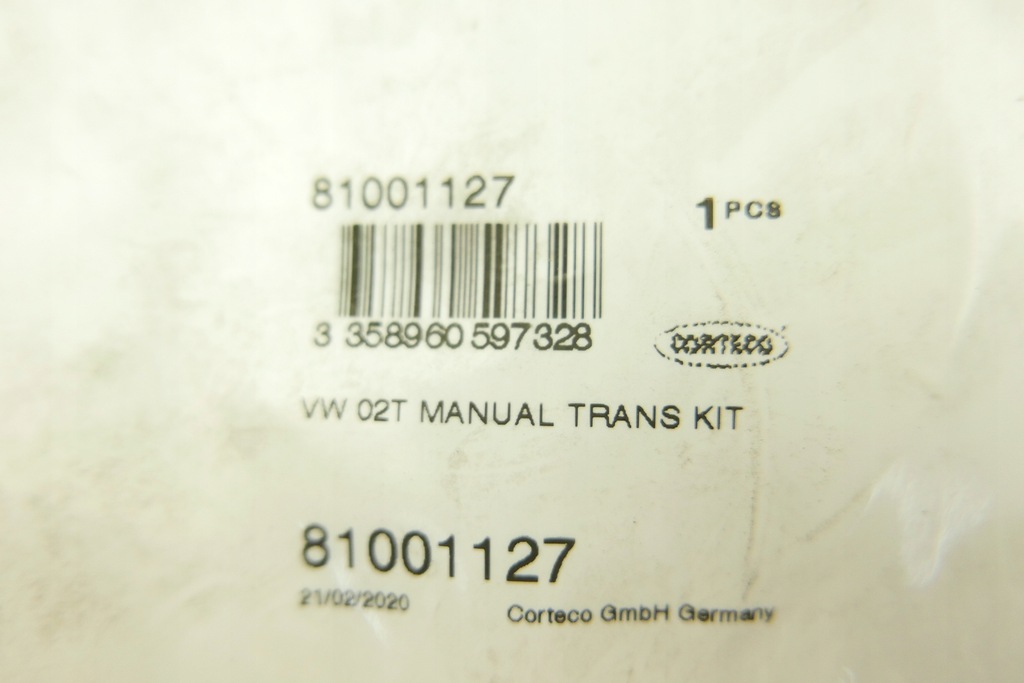 81001127
1 PCS
3 358960 597328
CORTECO
VW 02T MANUAL TRANS KIT
81001127
21/02/2020
Corteco GmbH Germany